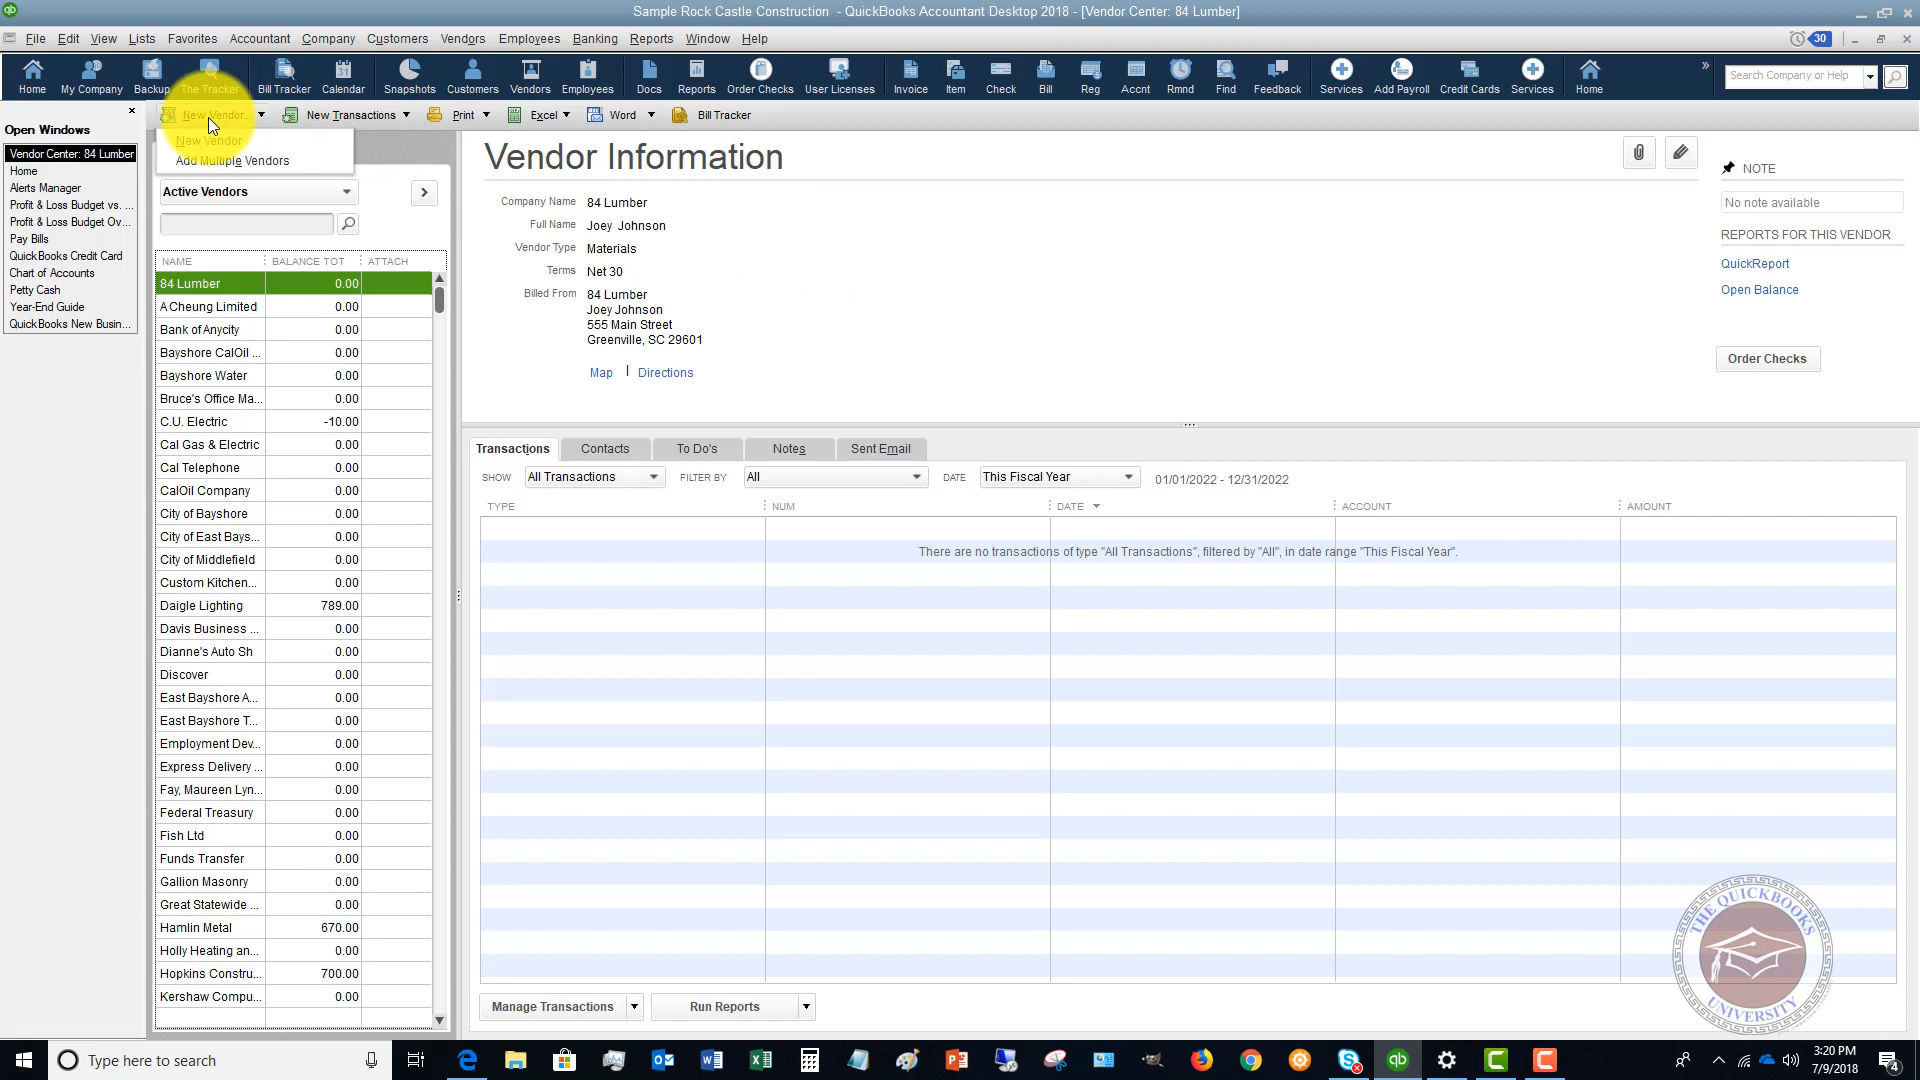 Sample Rock Castle Construction - QuickBooks Accountant Desktop 2018 - [Vendor Center: 84 Lumber]
File Edit View Lists Favorites Accountant Company Customers Vendors Employees Banking Reports Window Help
30
Home My Company Backup The Tracker Bill Tracker Calendar Snapshots Customers Vendors Employees Docs Reports Order Checks User Licenses Invoice Item Check Bill Reg Accnt Rmnd Find Feedback Services Add Payroll Credit Cards Services Home
Search Company or Help
New Vendor... New Transactions Print Excel Word Bill Tracker
New Vendor
Add Multiple Vendors
Open Windows
Vendor Center: 84 Lumber
Home
Alerts Manager
Profit & Loss Budget vs. ...
Profit & Loss Budget Ov...
Pay Bills
QuickBooks Credit Card
Chart of Accounts
Petty Cash
Year-End Guide
QuickBooks New Busin...
Active Vendors
NAME BALANCE TOT ATTACH
84 Lumber 0.00
A Cheung Limited 0.00
Bank of Anycity 0.00
Bayshore CalOil ... 0.00
Bayshore Water 0.00
Bruce's Office Ma... 0.00
C.U. Electric -10.00
Cal Gas & Electric 0.00
Cal Telephone 0.00
CalOil Company 0.00
City of Bayshore 0.00
City of East Bays... 0.00
City of Middlefield 0.00
Custom Kitchen... 0.00
Daigle Lighting 789.00
Davis Business ... 0.00
Dianne's Auto Sh 0.00
Discover 0.00
East Bayshore A... 0.00
East Bayshore T... 0.00
Employment Dev... 0.00
Express Delivery ... 0.00
Fay, Maureen Lyn... 0.00
Federal Treasury 0.00
Fish Ltd 0.00
Funds Transfer 0.00
Gallion Masonry 0.00
Great Statewide ... 0.00
Hamlin Metal 670.00
Holly Heating an... 0.00
Hopkins Constru... 700.00
Kershaw Compu... 0.00
Vendor Information
Company Name 84 Lumber
Full Name Joey Johnson
Vendor Type Materials
Terms Net 30
Billed From 84 Lumber
Joey Johnson
555 Main Street
Greenville, SC 29601
Map | Directions
NOTE
No note available
REPORTS FOR THIS VENDOR
QuickReport
Open Balance
Order Checks
Transactions Contacts To Do's Notes Sent Email
SHOW All Transactions FILTER BY All DATE This Fiscal Year 01/01/2022 - 12/31/2022
TYPE NUM DATE ACCOUNT AMOUNT
There are no transactions of type "All Transactions", filtered by "All", in date range "This Fiscal Year".
Manage Transactions Run Reports
THE QUICKBOOKS
UNIVERSITY
Type here to search
3:20 PM
7/9/2018
4